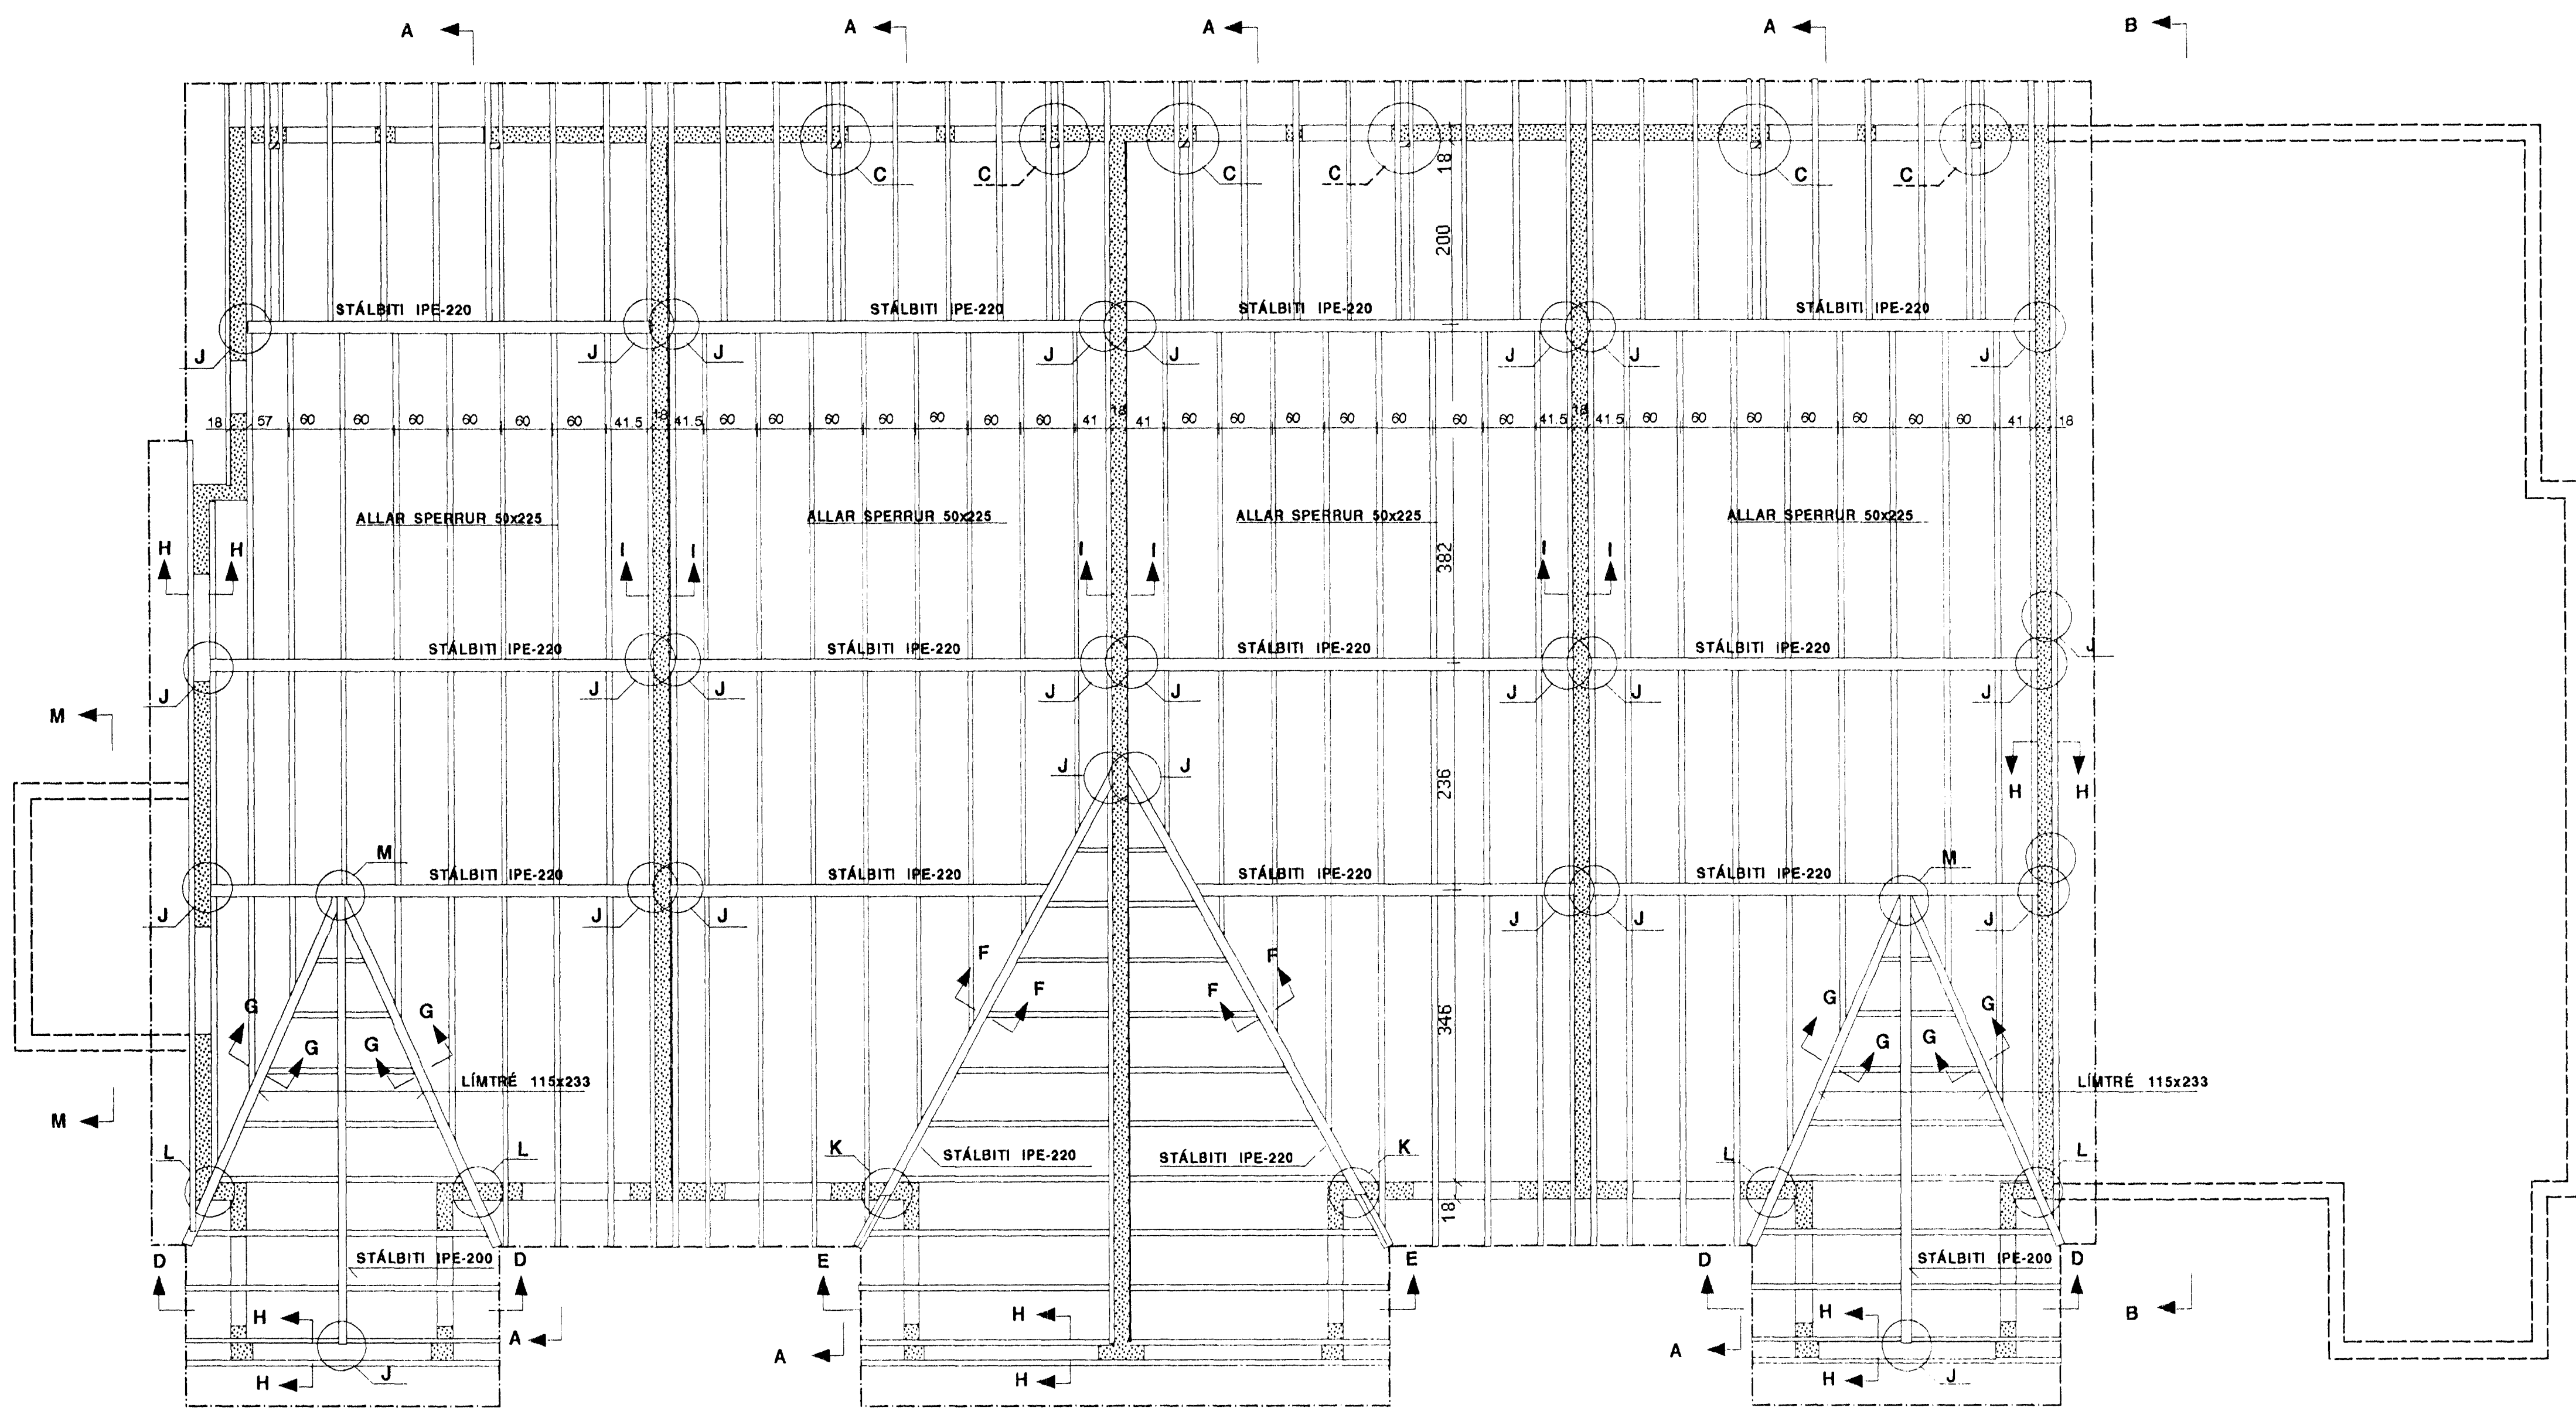 A A A A B
C C C C C C
18
200
STÁLBITI IPE-220 STÁLBITI IPE-220 STÁLBITI IPE-220 STÁLBITI IPE-220
J J J J J J J J
18 57 60 60 60 60 60 60 41.5 18 41.5 60 60 60 60 60 60 60 41 18 41 60 60 60 60 60 60 60 41.5 18 41.5 60 60 60 60 60 60 60 41 18
ALLAR SPERRUR 50x225 ALLAR SPERRUR 50x225 ALLAR SPERRUR 50x225 ALLAR SPERRUR 50x225
H H I I I I I I
382
STÁLBITI IPE-220 STÁLBITI IPE-220 STÁLBITI IPE-220 STÁLBITI IPE-220
J
J J J J J J J J
M
J J
236
H H
M M
STÁLBITI IPE-220 STÁLBITI IPE-220 STÁLBITI IPE-220 STÁLBITI IPE-220
J J J J J J
F F
F F
G G G G
346
G G G G
LÍMTRÉ 115x233 LÍMTRÉ 115x233
M
L L K K L L
STÁLBITI IPE-220 STÁLBITI IPE-220
18
D D E E D D
STÁLBITI IPE-200 STÁLBITI IPE-200
H H H B
A A A
H J H H J